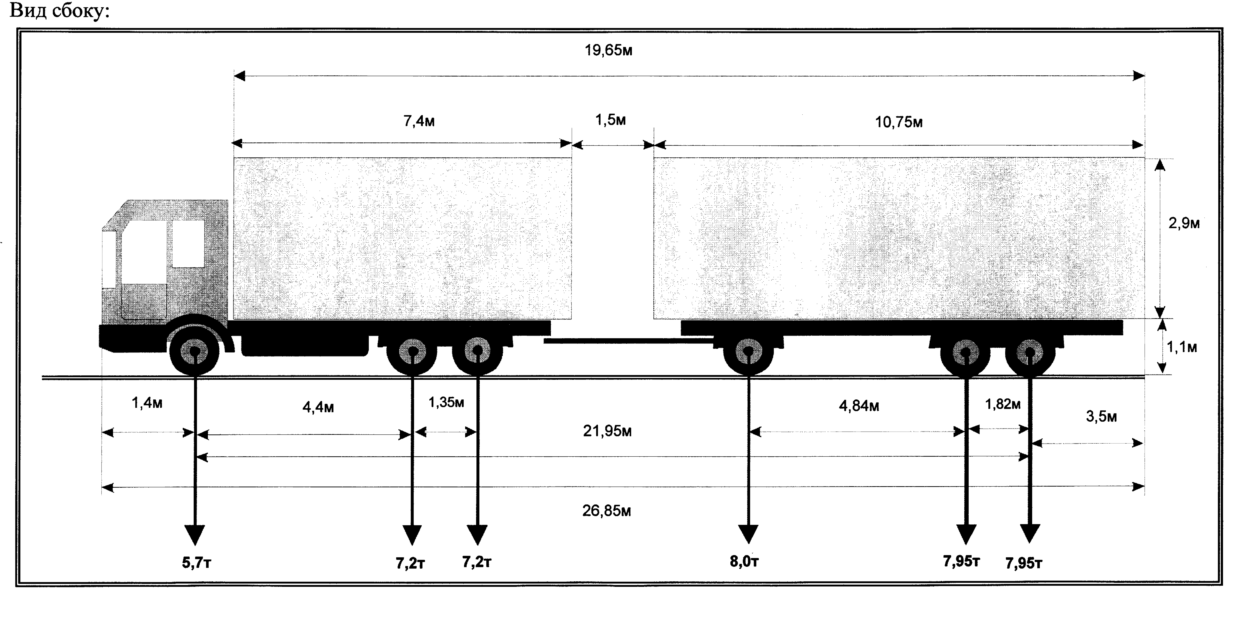 Вид сбоку:
19,65м
7,4м 1,5м 10,75м
2,9м
1,1м
1,4м 4,4м 1,35м 4,84м 1,82м 3,5м
21,95м
26,85м
5,7т 7,2т 7,2т 8,0т 7,95т 7,95т